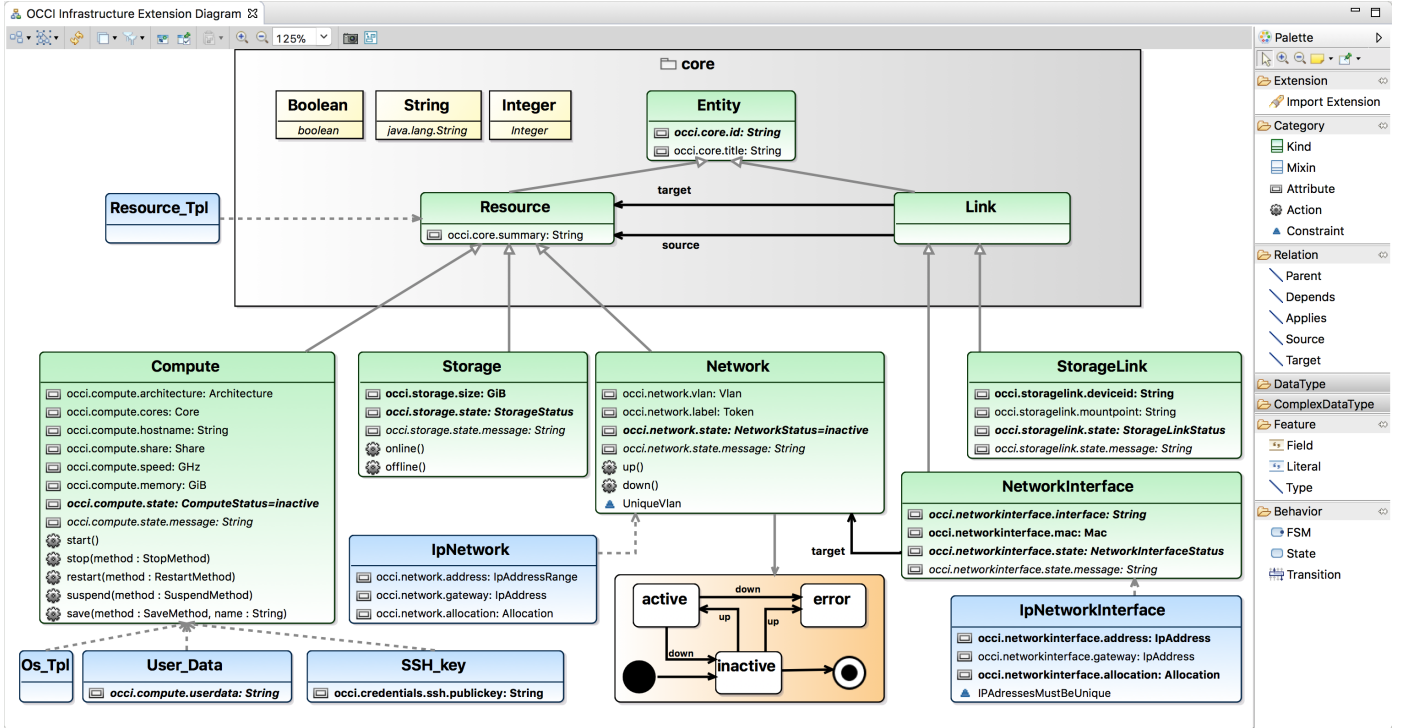 OCCI Infrastructure Extension Diagram
125%
core
Boolean
boolean
String
java.lang.String
Integer
Integer
Entity
occi.core.id: String
occi.core.title: String
Resource_Tpl
Resource
occi.core.summary: String
target
source
Link
Compute
occi.compute.architecture: Architecture
occi.compute.cores: Core
occi.compute.hostname: String
occi.compute.share: Share
occi.compute.speed: GHz
occi.compute.memory: GiB
occi.compute.state: ComputeStatus=inactive
occi.compute.state.message: String
start()
stop(method : StopMethod)
restart(method : RestartMethod)
suspend(method : SuspendMethod)
save(method : SaveMethod, name : String)
Storage
occi.storage.size: GiB
occi.storage.state: StorageStatus
occi.storage.state.message: String
online()
offline()
Network
occi.network.vlan: Vlan
occi.network.label: Token
occi.network.state: NetworkStatus=inactive
occi.network.state.message: String
up()
down()
UniqueVlan
StorageLink
occi.storagelink.deviceid: String
occi.storagelink.mountpoint: String
occi.storagelink.state: StorageLinkStatus
occi.storagelink.state.message: String
NetworkInterface
occi.networkinterface.interface: String
occi.networkinterface.mac: Mac
occi.networkinterface.state: NetworkInterfaceStatus
occi.networkinterface.state.message: String
target
IpNetwork
occi.network.address: IpAddressRange
occi.network.gateway: IpAddress
occi.network.allocation: Allocation
active
down
error
up
up
down
inactive
IpNetworkInterface
occi.networkinterface.address: IpAddress
occi.networkinterface.gateway: IpAddress
occi.networkinterface.allocation: Allocation
IPAdressesMustBeUnique
Os_Tpl
User_Data
occi.compute.userdata: String
SSH_key
occi.credentials.ssh.publickey: String
Palette
Extension
Import Extension
Category
Kind
Mixin
Attribute
Action
Constraint
Relation
Parent
Depends
Applies
Source
Target
DataType
ComplexDataType
Feature
Field
Literal
Type
Behavior
FSM
State
Transition